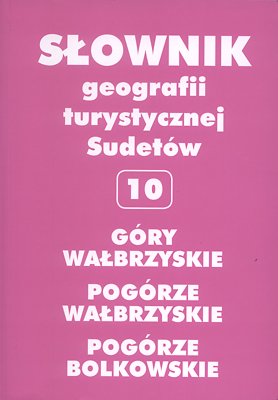 SŁOWNIK
geografii
turystycznej
Sudetów
10
GÓRY
WAŁBRZYSKIE
POGÓRZE
WAŁBRZYSKIE
POGÓRZE
BOLKOWSKIE